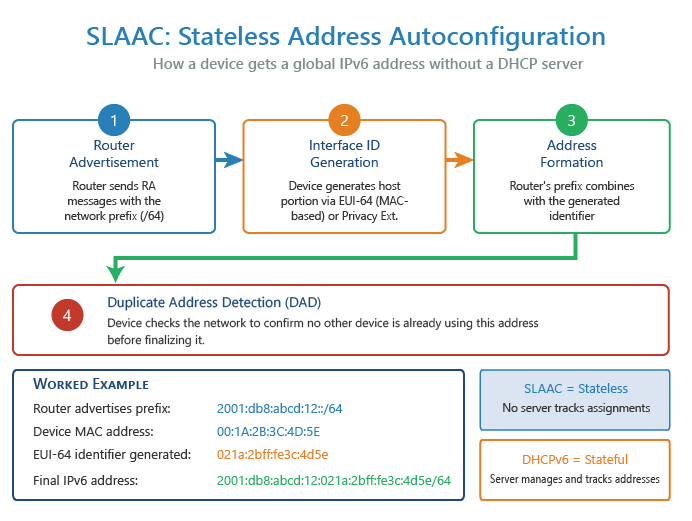 SLAAC: Stateless Address Autoconfiguration
How a device gets a global IPv6 address without a DHCP server
1
Router
Advertisement
Router sends RA
messages with the
network prefix (/64)
2
Interface ID
Generation
Device generates host
portion via EUI-64 (MAC-
based) or Privacy Ext.
3
Address
Formation
Router's prefix combines
with the generated
identifier
4
Duplicate Address Detection (DAD)
Device checks the network to confirm no other device is already using this address
before finalizing it.
WORKED EXAMPLE
Router advertises prefix: 2001:db8:abcd:12::/64
Device MAC address: 00:1A:2B:3C:4D:5E
EUI-64 identifier generated: 021a:2bff:fe3c:4d5e
Final IPv6 address: 2001:db8:abcd:12:021a:2bff:fe3c:4d5e/64
SLAAC = Stateless
No server tracks assignments
DHCPv6 = Stateful
Server manages and tracks addresses